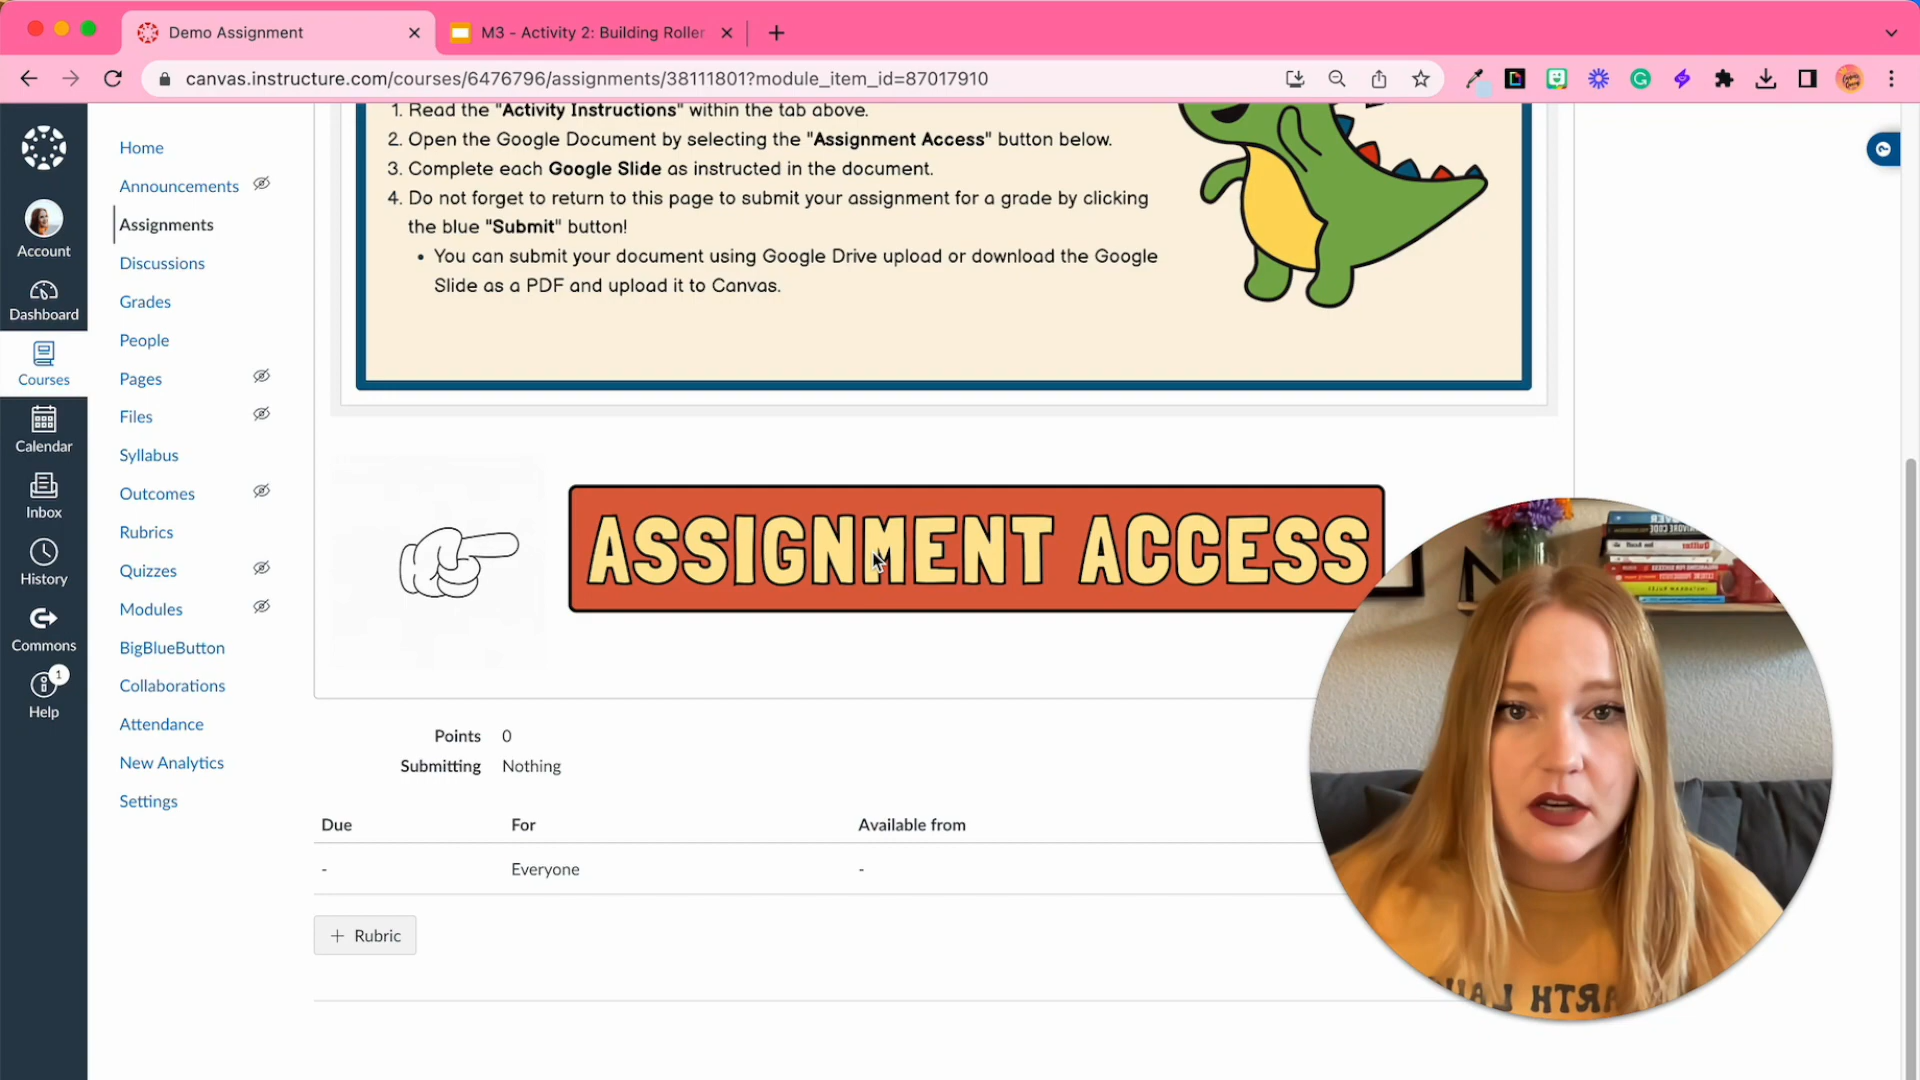 Demo Assignment
M3 - Activity 2: Building Roller
canvas.instructure.com/courses/6476796/assignments/38111801?module_item_id=87017910
Account
Dashboard
Courses
Calendar
Inbox
History
Commons
1
Help
Home
Announcements
Assignments
Discussions
Grades
People
Pages
Files
Syllabus
Outcomes
Rubrics
Quizzes
Modules
BigBlueButton
Collaborations
Attendance
New Analytics
Settings
1. Read the "Activity Instructions" within the tab above.
2. Open the Google Document by selecting the "Assignment Access" button below.
3. Complete each Google Slide as instructed in the document.
4. Do not forget to return to this page to submit your assignment for a grade by clicking
the blue "Submit" button!
• You can submit your document using Google Drive upload or download the Google
Slide as a PDF and upload it to Canvas.
ASSIGNMENT ACCESS
Points 0
Submitting Nothing
Due For Available from
- Everyone -
+ Rubric